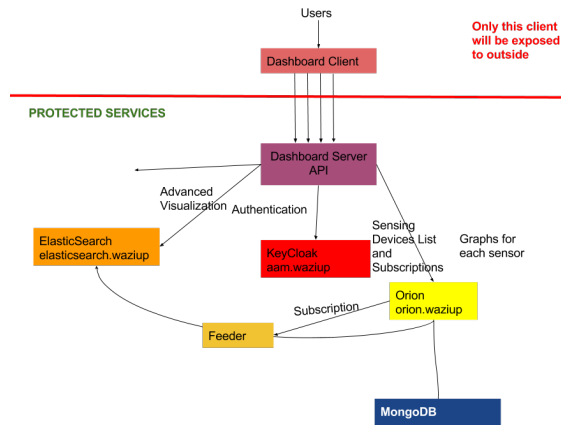 Users
Only this client
will be exposed
to outside
Dashboard Client
PROTECTED SERVICES
Dashboard Server
API
Advanced
Visualization
Authentication
Sensing
Devices List
and
Subscriptions
Graphs for
each sensor
ElasticSearch
elasticsearch.waziup
KeyCloak
aam.waziup
Orion
orion.waziup
Subscription
Feeder
MongoDB